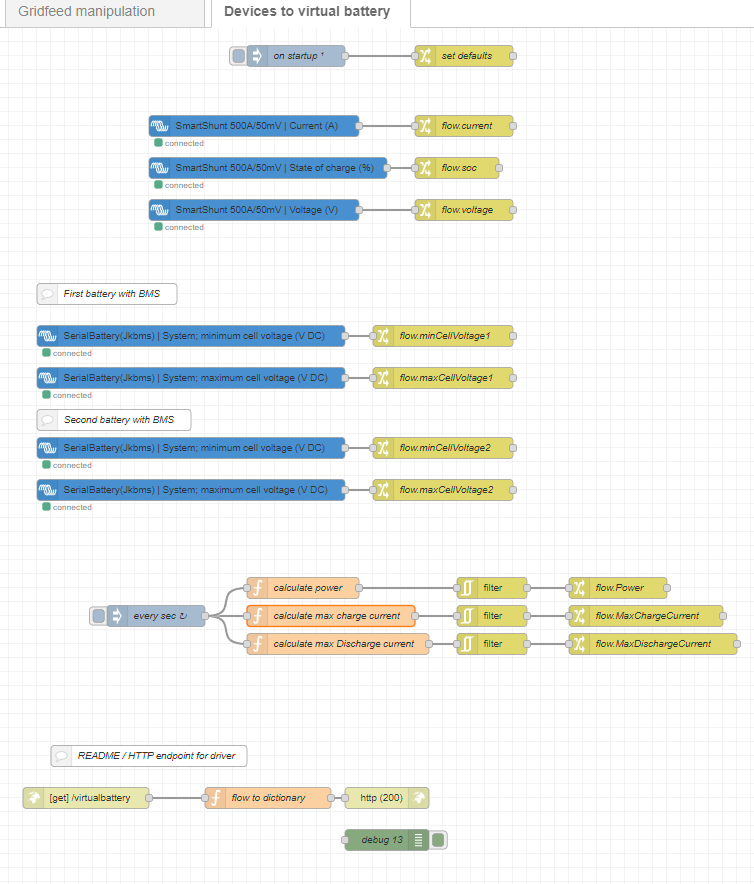 Gridfeed manipulation
Devices to virtual battery
on startup ¹
set defaults
SmartShunt 500A/50mV | Current (A)
flow.current
connected
SmartShunt 500A/50mV | State of charge (%)
flow.soc
connected
SmartShunt 500A/50mV | Voltage (V)
flow.voltage
connected
First battery with BMS
SerialBattery(Jkbms) | System; minimum cell voltage (V DC)
flow.minCellVoltage1
connected
SerialBattery(Jkbms) | System; maximum cell voltage (V DC)
flow.maxCellVoltage1
connected
Second battery with BMS
SerialBattery(Jkbms) | System; minimum cell voltage (V DC)
flow.minCellVoltage2
connected
SerialBattery(Jkbms) | System; maximum cell voltage (V DC)
flow.maxCellVoltage2
connected
calculate power
filter
flow.Power
every sec ↻
calculate max charge current
filter
flow.MaxChargeCurrent
calculate max Discharge current
filter
flow.MaxDischargeCurrent
README / HTTP endpoint for driver
[get] /virtualbattery
flow to dictionary
http (200)
debug 13